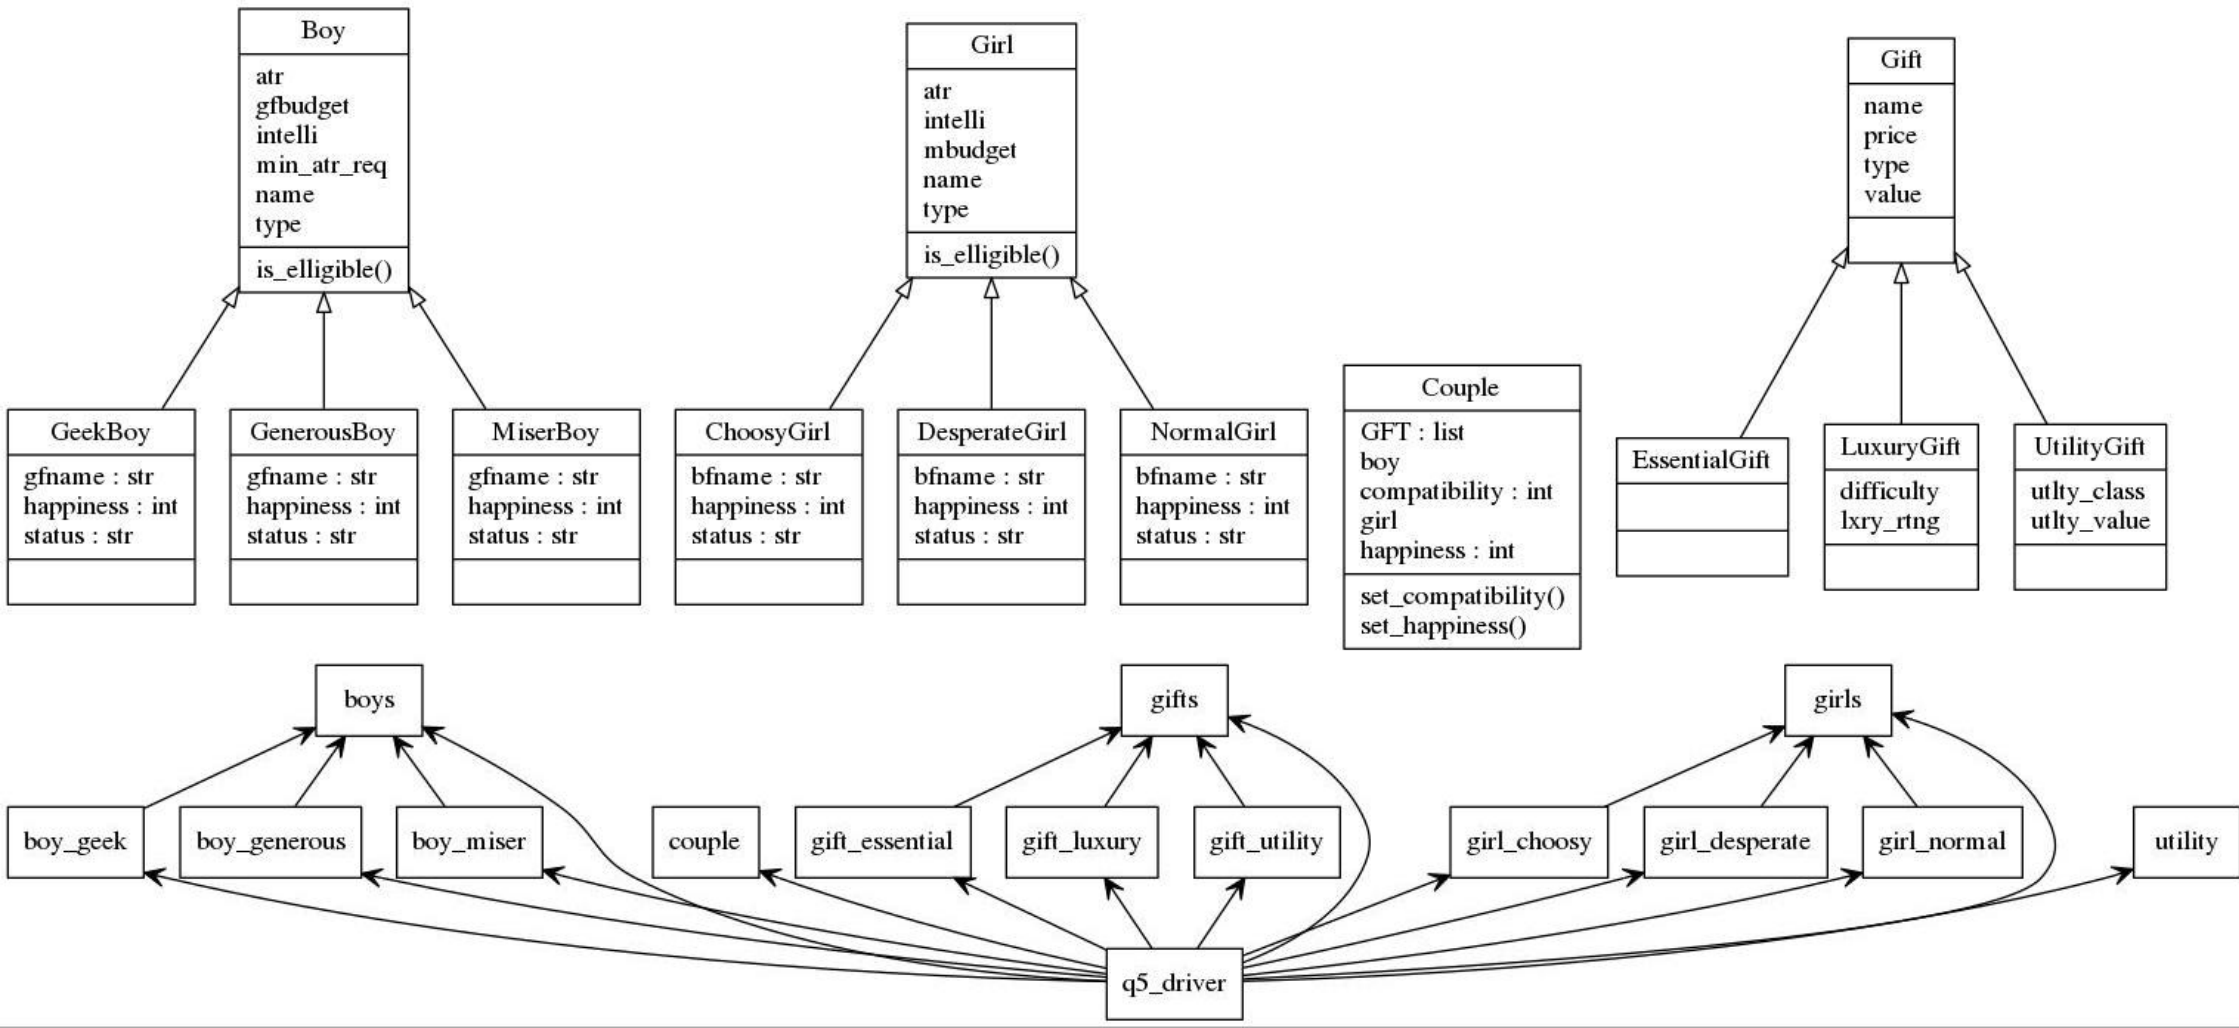 Boy
atr
gfbudget
intelli
min_atr_req
name
type
is_elligible()
Girl
atr
intelli
mbudget
name
type
is_elligible()
Gift
name
price
type
value
GeekBoy
gfname : str
happiness : int
status : str
GenerousBoy
gfname : str
happiness : int
status : str
MiserBoy
gfname : str
happiness : int
status : str
ChoosyGirl
bfname : str
happiness : int
status : str
DesperateGirl
bfname : str
happiness : int
status : str
NormalGirl
bfname : str
happiness : int
status : str
Couple
GFT : list
boy
compatibility : int
girl
happiness : int
set_compatibility()
set_happiness()
EssentialGift
LuxuryGift
difficulty
lxry_rtng
UtilityGift
utlty_class
utlty_value
boys
gifts
girls
boy_geek
boy_generous
boy_miser
couple
gift_essential
gift_luxury
gift_utility
girl_choosy
girl_desperate
girl_normal
utility
q5_driver